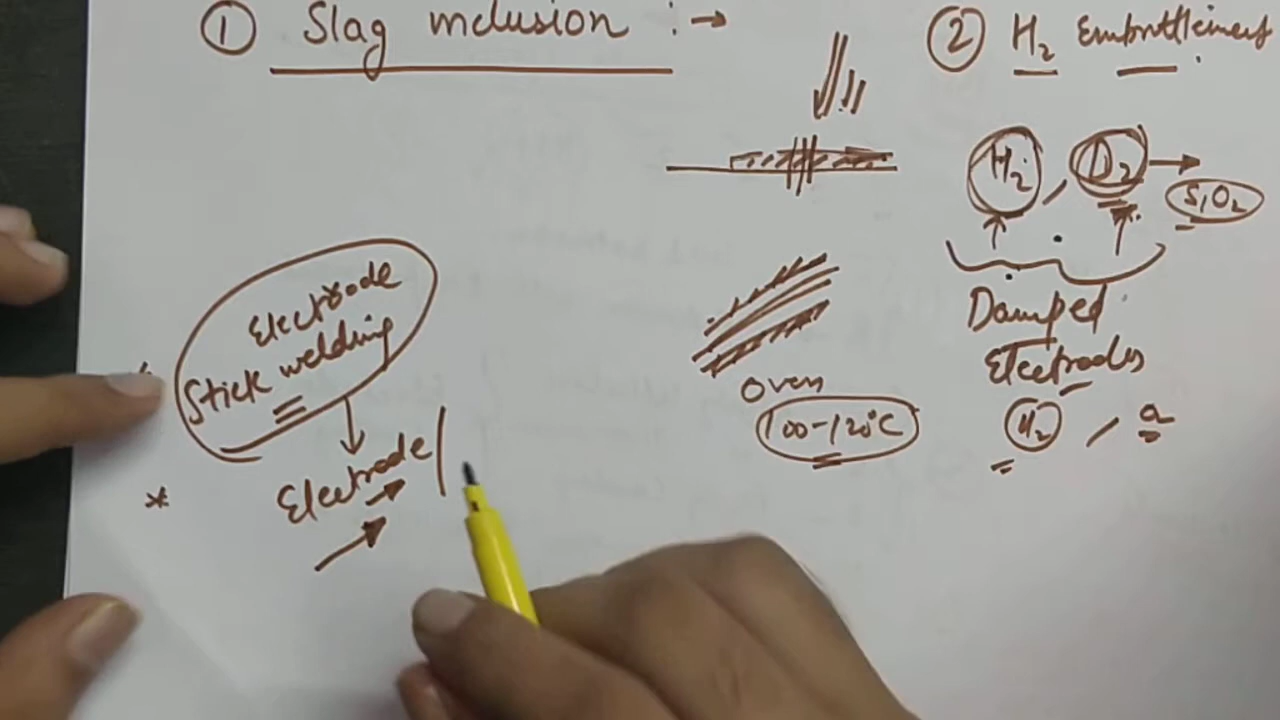 ① Slag inclusion : →
② H₂ Embrittlement
H₂ / O₂ →
SiO₂
Damped
Electrodes
H₂ / a
Electrode
Stick welding
Electrode
*
Oven
100-120°C